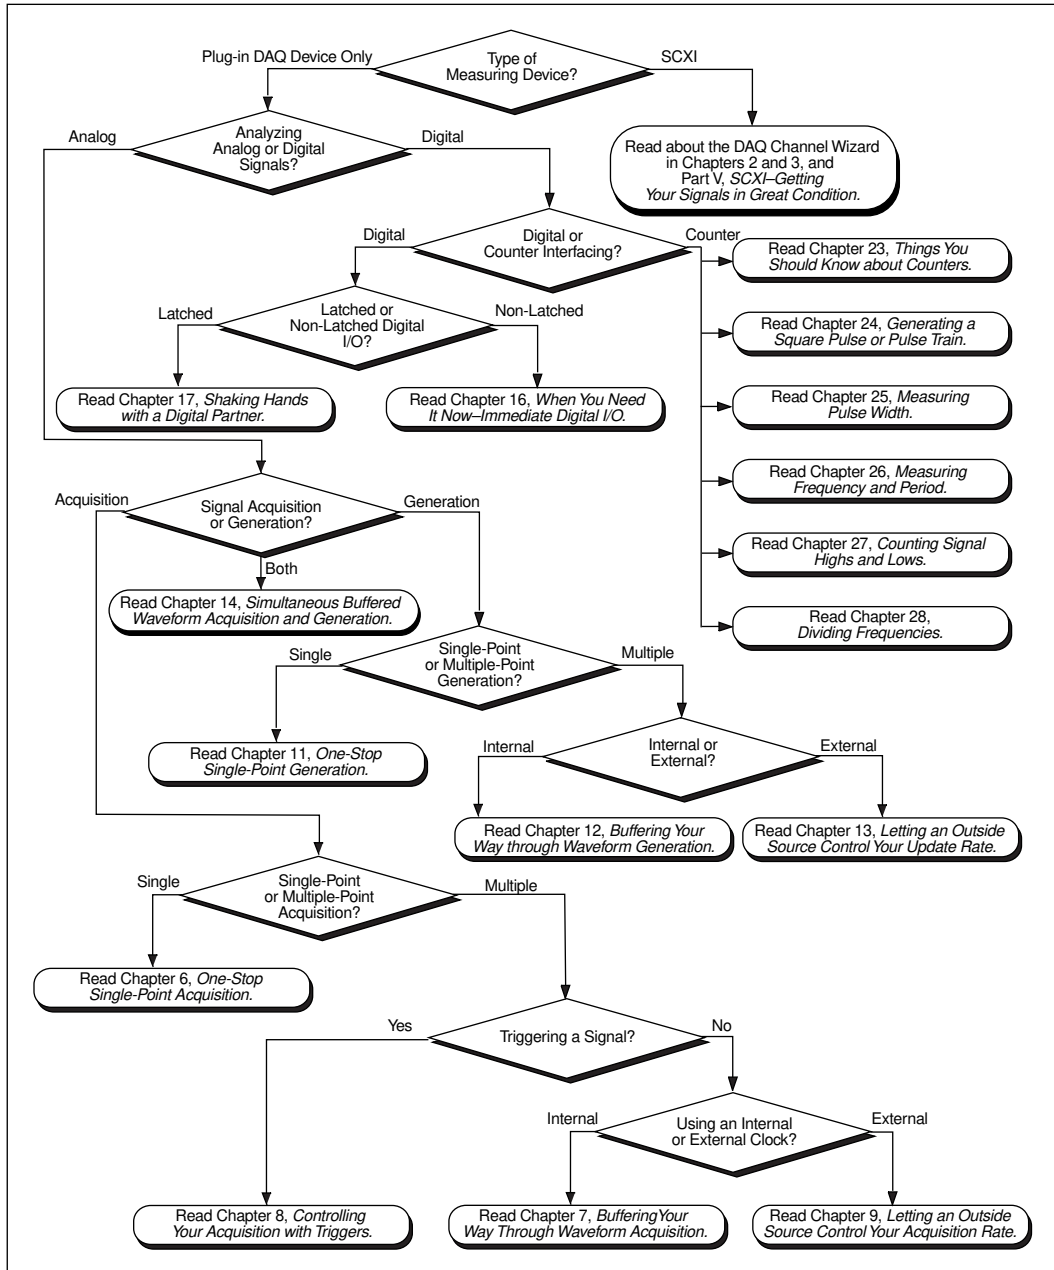 Plug-in DAQ Device Only
Type of
Measuring Device?
SCXI
Analog
Analyzing
Analog or Digital
Signals?
Digital
Read about the DAQ Channel Wizard
in Chapters 2 and 3, and
Part V, SCXI–Getting
Your Signals in Great Condition.
Digital
Digital or
Counter Interfacing?
Counter
Read Chapter 23, Things You
Should Know about Counters.
Latched
Latched or
Non-Latched Digital
I/O?
Non-Latched
Read Chapter 24, Generating a
Square Pulse or Pulse Train.
Read Chapter 17, Shaking Hands
with a Digital Partner.
Read Chapter 16, When You Need
It Now–Immediate Digital I/O.
Read Chapter 25, Measuring
Pulse Width.
Read Chapter 26, Measuring
Frequency and Period.
Acquisition
Signal Acquisition
or Generation?
Generation
Both
Read Chapter 27, Counting Signal
Highs and Lows.
Read Chapter 14, Simultaneous Buffered
Waveform Acquisition and Generation.
Read Chapter 28,
Dividing Frequencies.
Single
Single-Point
or Multiple-Point
Generation?
Multiple
Read Chapter 11, One-Stop
Single-Point Generation.
Internal
Internal or
External?
External
Read Chapter 12, Buffering Your
Way through Waveform Generation.
Read Chapter 13, Letting an Outside
Source Control Your Update Rate.
Single
Single-Point
or Multiple-Point
Acquisition?
Multiple
Read Chapter 6, One-Stop
Single-Point Acquisition.
Yes
Triggering a Signal?
No
Internal
Using an Internal
or External Clock?
External
Read Chapter 8, Controlling
Your Acquisition with Triggers.
Read Chapter 7, BufferingYour
Way Through Waveform Acquisition.
Read Chapter 9, Letting an Outside
Source Control Your Acquisition Rate.